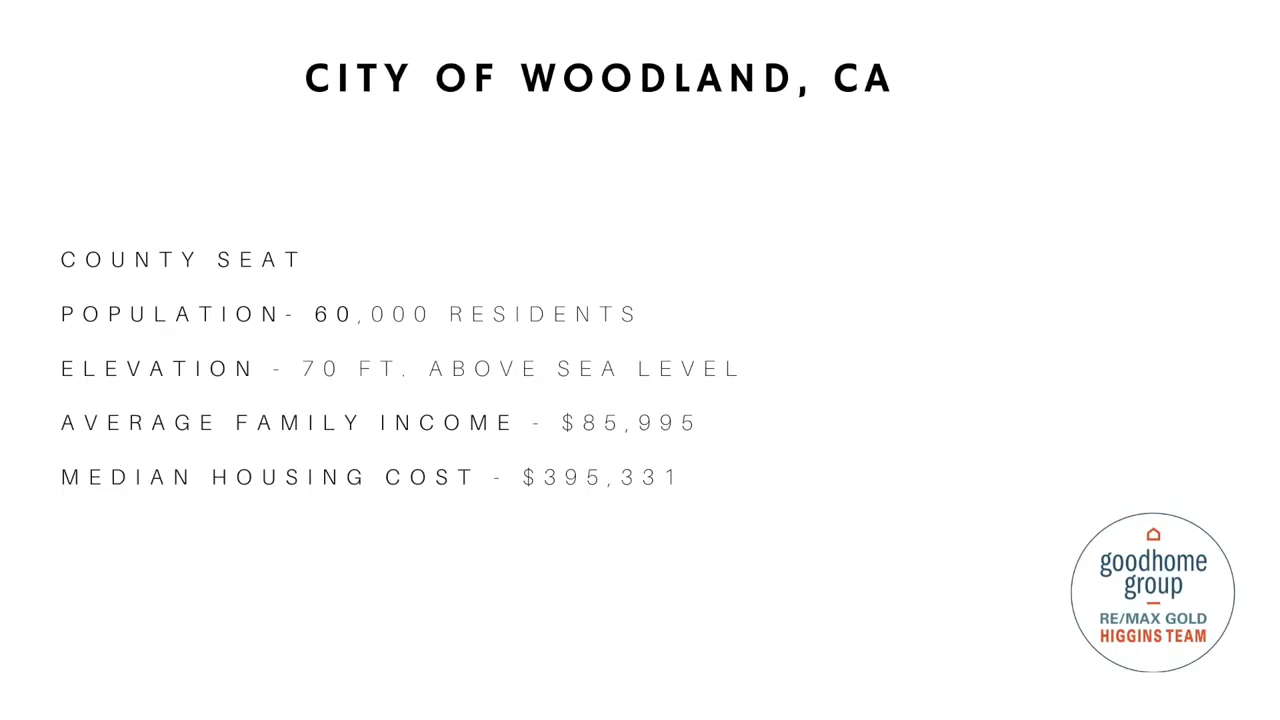 CITY OF WOODLAND, CA
COUNTY SEAT
POPULATION- 60,000 RESIDENTS
ELEVATION - 70 FT. ABOVE SEA LEVEL
AVERAGE FAMILY INCOME - $85,995
MEDIAN HOUSING COST - $395,331
goodhome
group
RE/MAX GOLD
HIGGINS TEAM